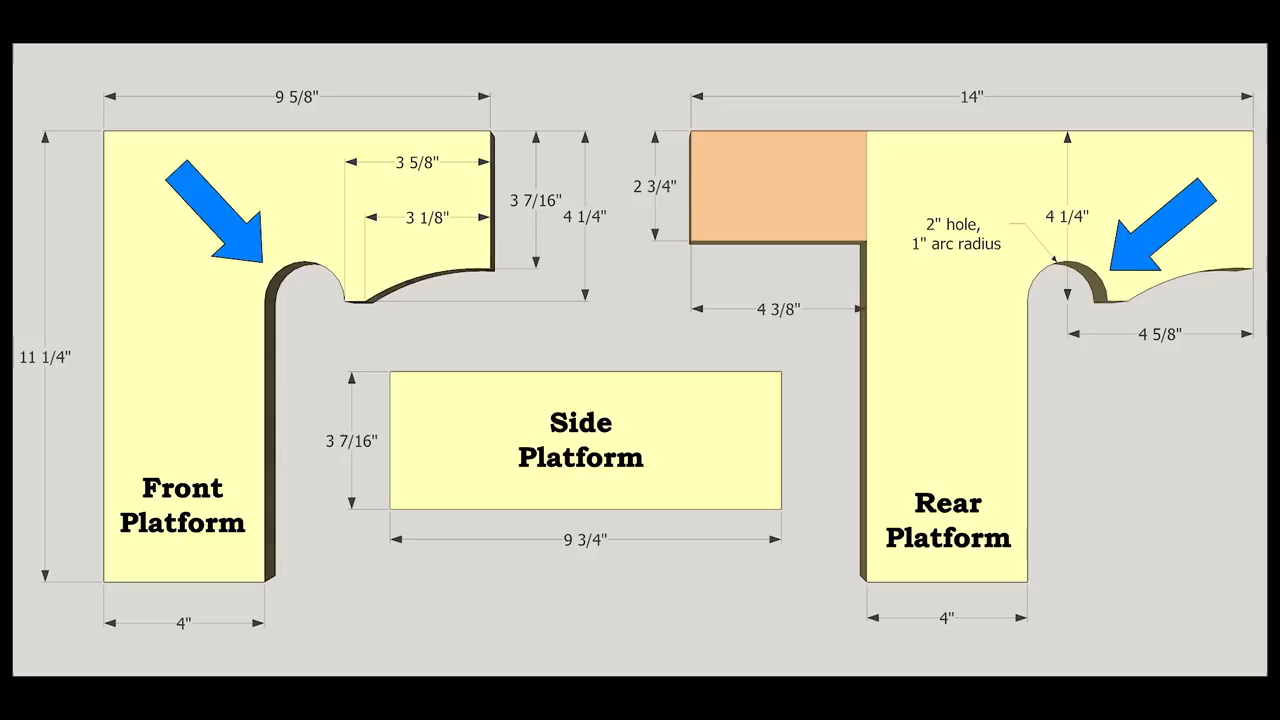 9 5/8"
14"
3 5/8"
2 3/4"
3 7/16"
3 1/8"
4 1/4"
4 1/4"
2" hole,
1" arc radius
4 3/8"
4 5/8"
11 1/4"
3 7/16"
Side
Platform
Front
Platform
Rear
Platform
9 3/4"
4"
4"